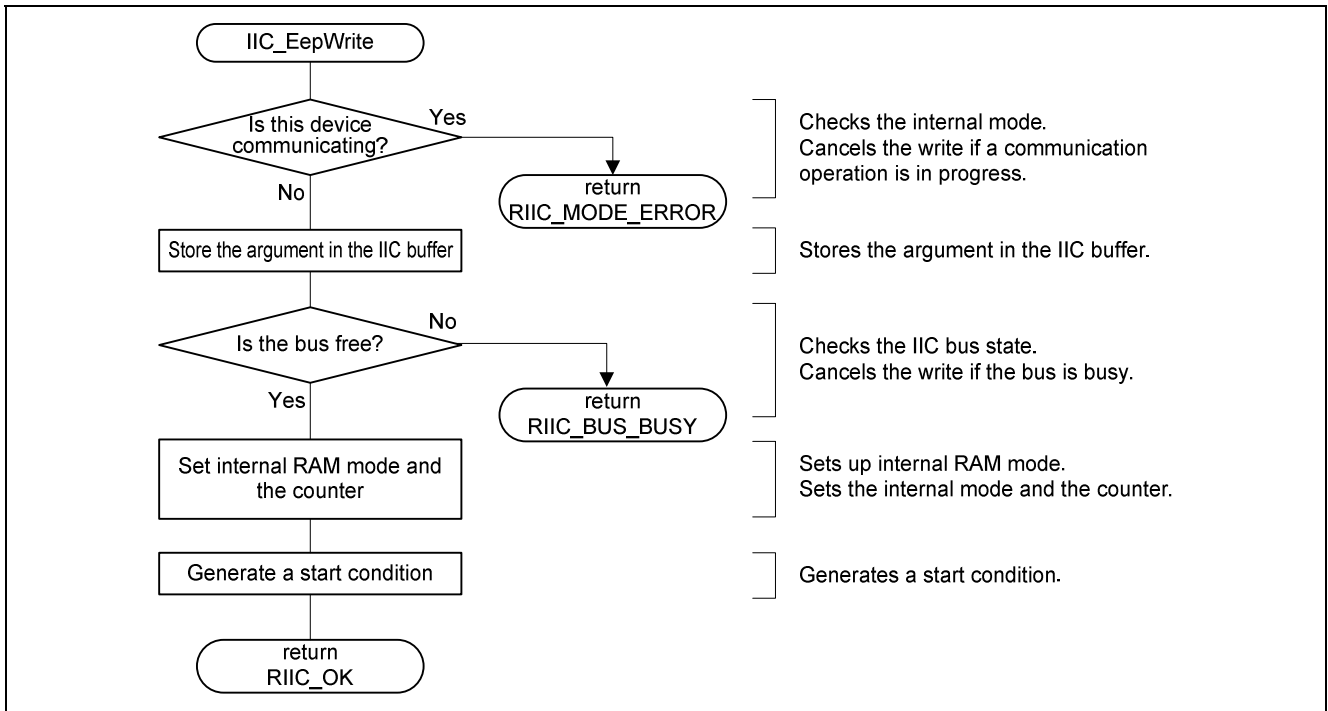 IIC_EepWrite
Is this device
communicating?
Yes
No
return
RIIC_MODE_ERROR
Checks the internal mode.
Cancels the write if a communication
operation is in progress.
Store the argument in the IIC buffer
Stores the argument in the IIC buffer.
Is the bus free?
No
Yes
return
RIIC_BUS_BUSY
Checks the IIC bus state.
Cancels the write if the bus is busy.
Set internal RAM mode and
the counter
Sets up internal RAM mode.
Sets the internal mode and the counter.
Generate a start condition
Generates a start condition.
return
RIIC_OK